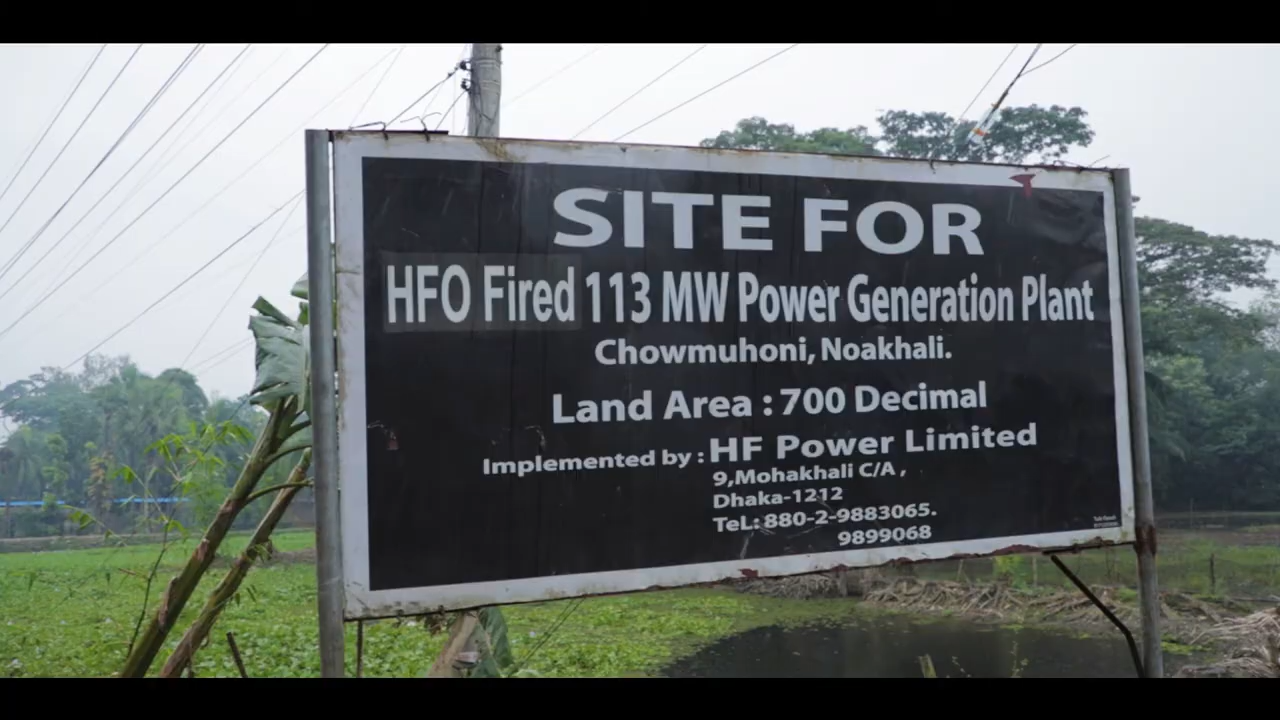 SITE FOR
HFO Fired 113 MW Power Generation Plant
Chowmuhoni, Noakhali.
Land Area : 700 Decimal
Implemented by : HF Power Limited
9,Mohakhali C/A ,
Dhaka-1212
TeL: 880-2-9883065.
9899068